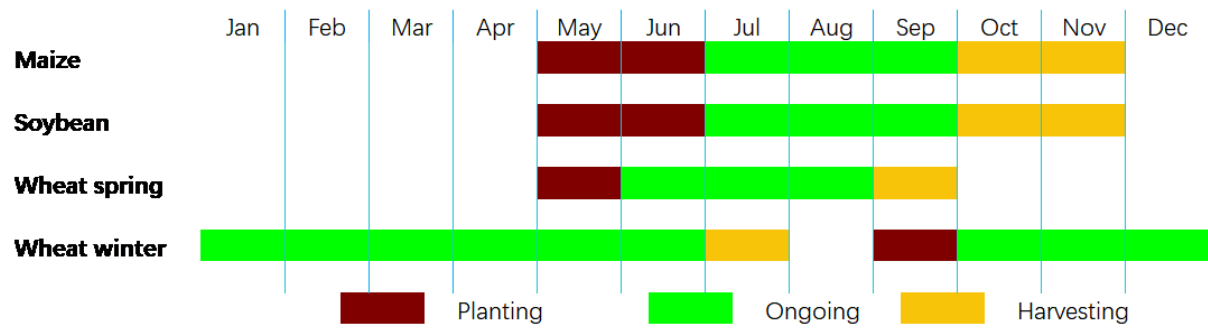 Jan Feb Mar Apr May Jun Jul Aug Sep Oct Nov Dec
Maize
Soybean
Wheat spring
Wheat winter
Planting Ongoing Harvesting